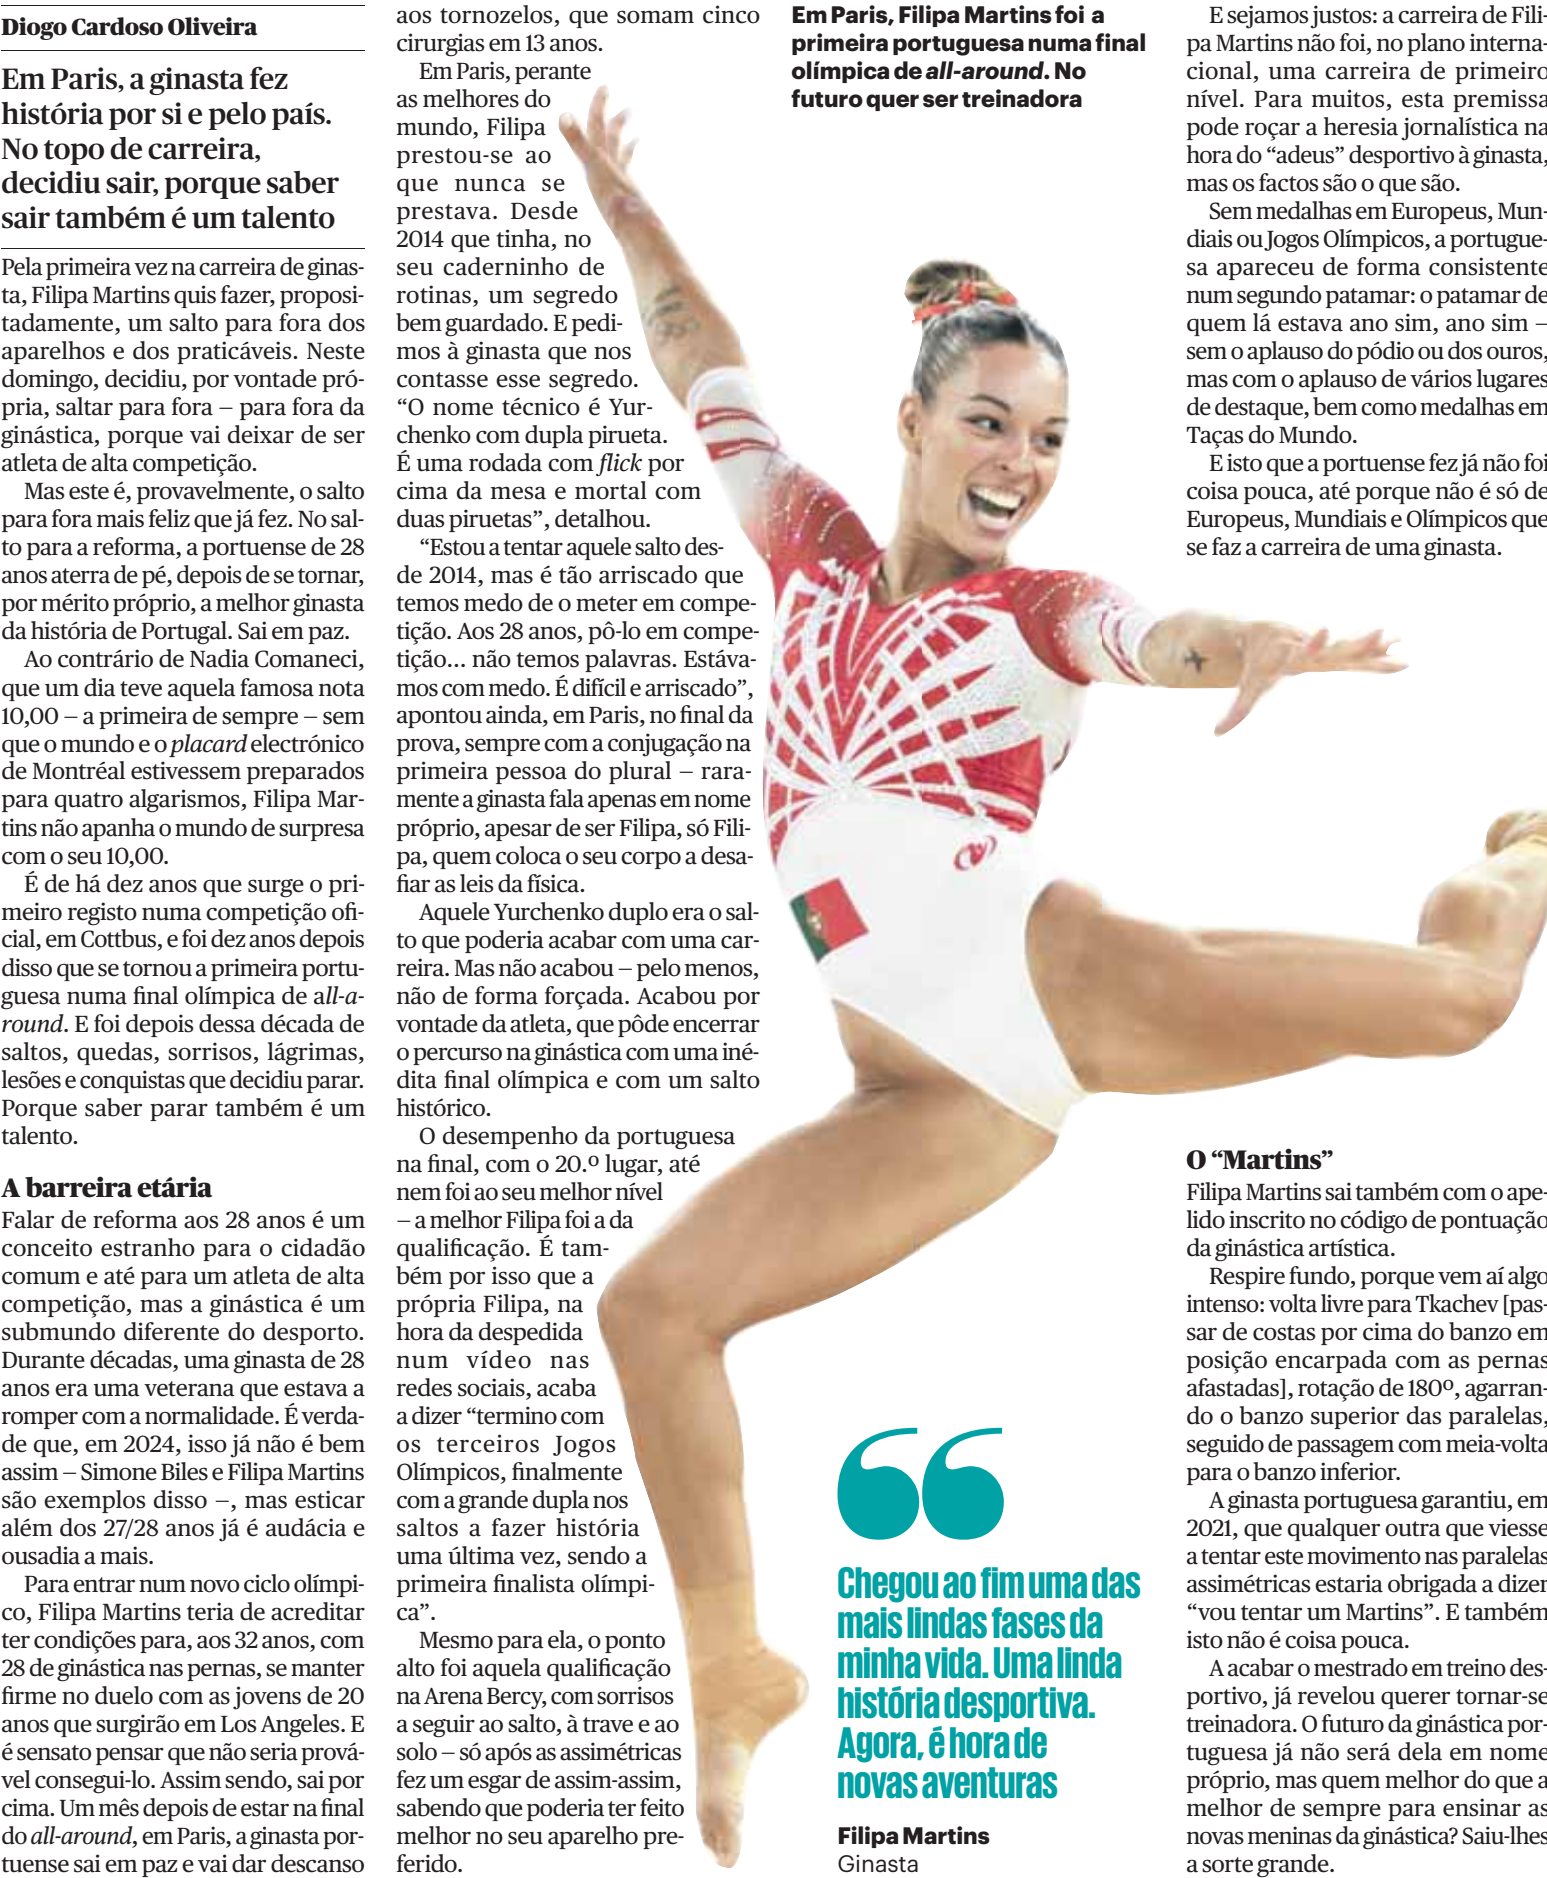 Diogo Cardoso Oliveira
Em Paris, a ginasta fez
história por si e pelo país.
No topo de carreira,
decidiu sair, porque saber
sair também é um talento
Pela primeira vez na carreira de ginas-
ta, Filipa Martins quis fazer, proposi-
tadamente, um salto para fora dos
aparelhos e dos praticáveis. Neste
domingo, decidiu, por vontade pró-
pria, saltar para fora — para fora da
ginástica, porque vai deixar de ser
atleta de alta competição.
Mas este é, provavelmente, o salto
para fora mais feliz que já fez. No sal-
to para a reforma, a portuense de 28
anos aterra de pé, depois de se tornar,
por mérito próprio, a melhor ginasta
da história de Portugal. Sai em paz.
Ao contrário de Nadia Comaneci,
que um dia teve aquela famosa nota
10,00 — a primeira de sempre — sem
que o mundo e o placard electrónico
de Montréal estivessem preparados
para quatro algarismos, Filipa Mar-
tins não apanha o mundo de surpresa
com o seu 10,00.
É de há dez anos que surge o pri-
meiro registo numa competição ofi-
cial, em Cottbus, e foi dez anos depois
disso que se tornou a primeira portu-
guesa numa final olímpica de all-a-
round. E foi depois dessa década de
saltos, quedas, sorrisos, lágrimas,
lesões e conquistas que decidiu parar.
Porque saber parar também é um
talento.
A barreira etária
Falar de reforma aos 28 anos é um
conceito estranho para o cidadão
comum e até para um atleta de alta
competição, mas a ginástica é um
submundo diferente do desporto.
Durante décadas, uma ginasta de 28
anos era uma veterana que estava a
romper com a normalidade. É verda-
de que, em 2024, isso já não é bem
assim — Simone Biles e Filipa Martins
são exemplos disso —, mas esticar
além dos 27/28 anos já é audácia e
ousadia a mais.
Para entrar num novo ciclo olímpi-
co, Filipa Martins teria de acreditar
ter condições para, aos 32 anos, com
28 de ginástica nas pernas, se manter
firme no duelo com as jovens de 20
anos que surgirão em Los Angeles. E
é sensato pensar que não seria prová-
vel consegui-lo. Assim sendo, sai por
cima. Um mês depois de estar na final
do all-around, em Paris, a ginasta por-
tuense sai em paz e vai dar descanso
aos tornozelos, que somam cinco
cirurgias em 13 anos.
Em Paris, perante
as melhores do
mundo, Filipa
prestou-se ao
que nunca se
prestava. Desde
2014 que tinha, no
seu caderninho de
rotinas, um segredo
bem guardado. E pedi-
mos à ginasta que nos
contasse esse segredo.
“O nome técnico é Yur-
chenko com dupla pirueta.
É uma rodada com flick por
cima da mesa e mortal com
duas piruetas”, detalhou.
“Estou a tentar aquele salto des-
de 2014, mas é tão arriscado que
temos medo de o meter em compe-
tição. Aos 28 anos, pô-lo em compe-
tição... não temos palavras. Estáva-
mos com medo. É difícil e arriscado”,
apontou ainda, em Paris, no final da
prova, sempre com a conjugação na
primeira pessoa do plural — rara-
mente a ginasta fala apenas em nome
próprio, apesar de ser Filipa, só Fili-
pa, quem coloca o seu corpo a desa-
fiar as leis da física.
Aquele Yurchenko duplo era o sal-
to que poderia acabar com uma car-
reira. Mas não acabou — pelo menos,
não de forma forçada. Acabou por
vontade da atleta, que pôde encerrar
o percurso na ginástica com uma iné-
dita final olímpica e com um salto
histórico.
O desempenho da portuguesa
na final, com o 20.º lugar, até
nem foi ao seu melhor nível
— a melhor Filipa foi a da
qualificação. É tam-
bém por isso que a
própria Filipa, na
hora da despedida
num vídeo nas
redes sociais, acaba
a dizer “termino com
os terceiros Jogos
Olímpicos, finalmente
com a grande dupla nos
saltos a fazer história
uma última vez, sendo a
primeira finalista olímpi-
ca”.
Mesmo para ela, o ponto
alto foi aquela qualificação
na Arena Bercy, com sorrisos
a seguir ao salto, à trave e ao
solo — só após as assimétricas
fez um esgar de assim-assim,
sabendo que poderia ter feito
melhor no seu aparelho pre-
ferido.
Em Paris, Filipa Martins foi a
primeira portuguesa numa final
olímpica de all-around. No
futuro quer ser treinadora
“
Chegou ao fim uma das
mais lindas fases da
minha vida. Uma linda
história desportiva.
Agora, é hora de
novas aventuras
Filipa Martins
Ginasta
E sejamos justos: a carreira de Fili-
pa Martins não foi, no plano interna-
cional, uma carreira de primeiro
nível. Para muitos, esta premissa
pode roçar a heresia jornalística na
hora do “adeus” desportivo à ginasta,
mas os factos são o que são.
Sem medalhas em Europeus, Mun-
diais ou Jogos Olímpicos, a portugue-
sa apareceu de forma consistente
num segundo patamar: o patamar de
quem lá estava ano sim, ano sim —
sem o aplauso do pódio ou dos ouros,
mas com o aplauso de vários lugares
de destaque, bem como medalhas em
Taças do Mundo.
E isto que a portuense fez já não foi
coisa pouca, até porque não é só de
Europeus, Mundiais e Olímpicos que
se faz a carreira de uma ginasta.
O “Martins”
Filipa Martins sai também com o ape-
lido inscrito no código de pontuação
da ginástica artística.
Respire fundo, porque vem aí algo
intenso: volta livre para Tkachev [pas-
sar de costas por cima do banzo em
posição encarpada com as pernas
afastadas], rotação de 180º, agarran-
do o banzo superior das paralelas,
seguido de passagem com meia-volta
para o banzo inferior.
A ginasta portuguesa garantiu, em
2021, que qualquer outra que viesse
a tentar este movimento nas paralelas
assimétricas estaria obrigada a dizer
“vou tentar um Martins”. E também
isto não é coisa pouca.
A acabar o mestrado em treino des-
portivo, já revelou querer tornar-se
treinadora. O futuro da ginástica por-
tuguesa já não será dela em nome
próprio, mas quem melhor do que a
melhor de sempre para ensinar as
novas meninas da ginástica? Saiu-lhes
a sorte grande.